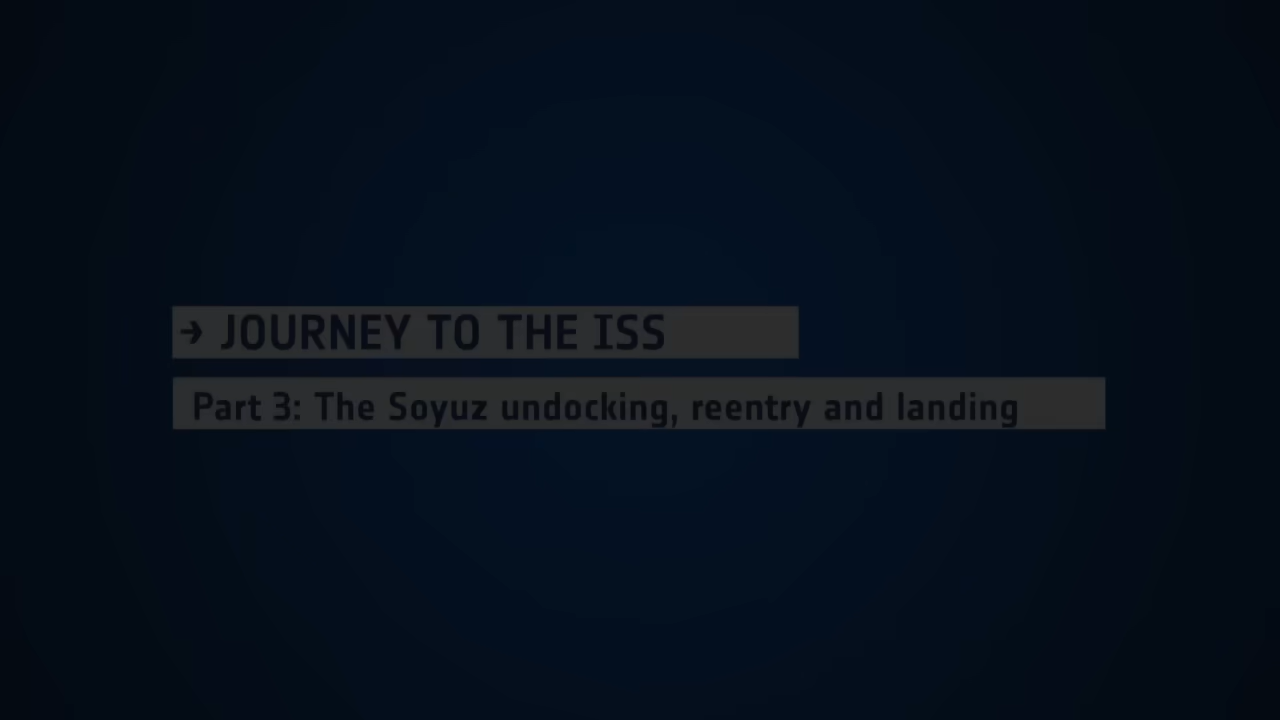 → JOURNEY TO THE ISS
Part 3: The Soyuz undocking, reentry and landing